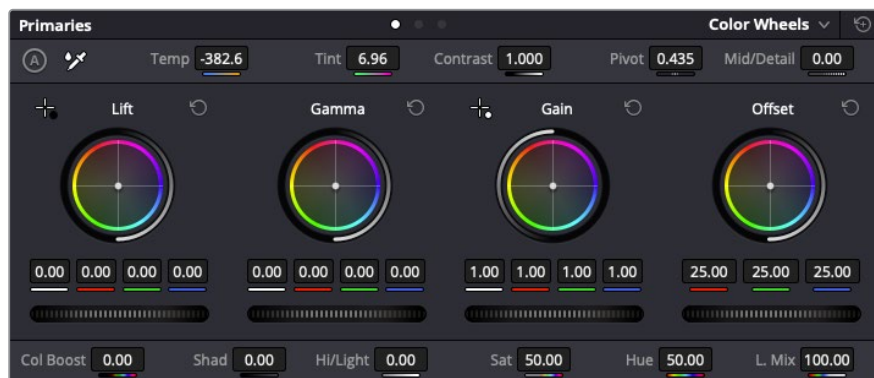 Primaries Color Wheels
A Temp -382.6 Tint 6.96 Contrast 1.000 Pivot 0.435 Mid/Detail 0.00
Lift Gamma Gain Offset
0.00 0.00 0.00 0.00 0.00 0.00 0.00 0.00 1.00 1.00 1.00 1.00 25.00 25.00 25.00
Col Boost 0.00 Shad 0.00 Hi/Light 0.00 Sat 50.00 Hue 50.00 L. Mix 100.00